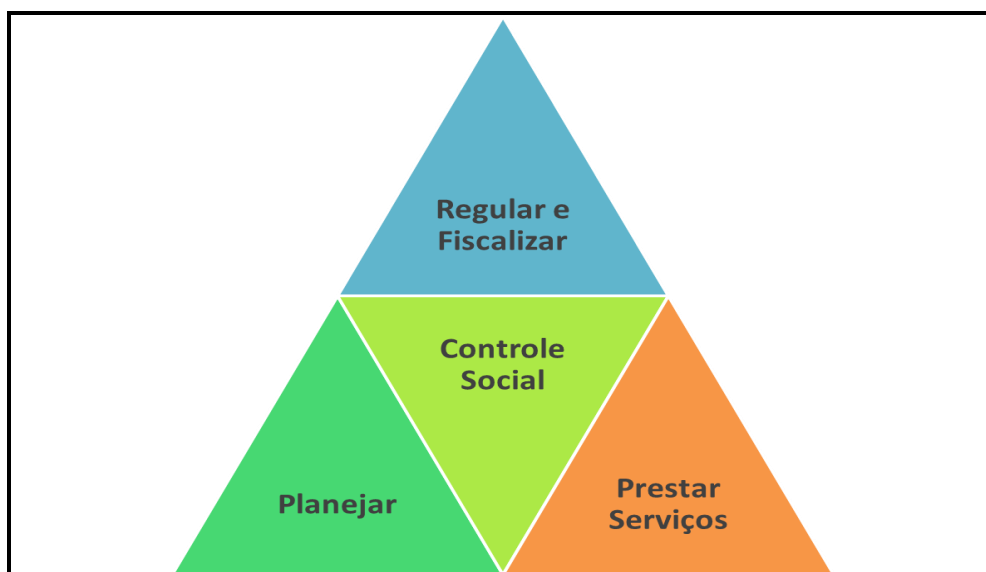 Regular e
Fiscalizar
Controle
Social
Planejar
Prestar
Serviços